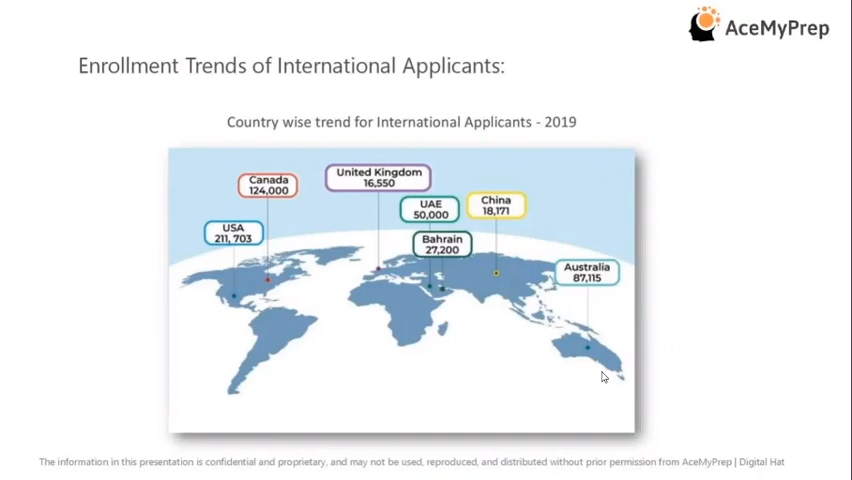 AceMyPrep
Enrollment Trends of International Applicants:
Country wise trend for International Applicants - 2019
Canada
124,000
United Kingdom
16,550
UAE
50,000
China
18,171
USA
211, 703
Bahrain
27,200
Australia
87,115
The information in this presentation is confidential and proprietary, and may not be used, reproduced, and distributed without prior permission from AceMyPrep | Digital Hat